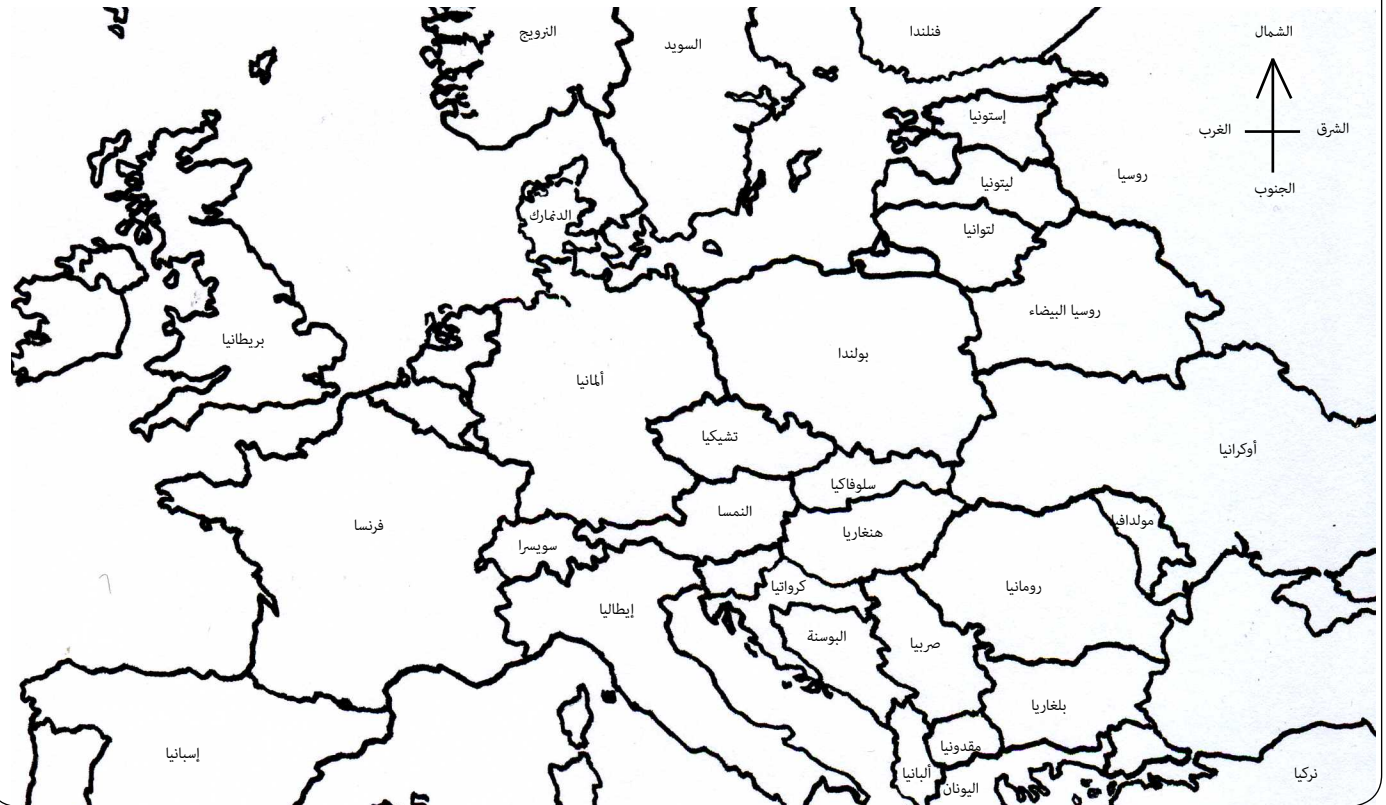 النرويج
السويد
فنلندا
الشمال
الغرب
الشرق
الجنوب
إستونيا
روسيا
ليتونيا
الدنمارك
لتوانيا
روسيا البيضاء
بريطانيا
بولندا
ألمانيا
تشيكيا
أوكرانيا
سلوفاكيا
النمسا
مولدافيا
فرنسا
هنغاريا
سويسرا
كرواتيا
رومانيا
إيطاليا
البوسنة
صربيا
بلغاريا
إسبانيا
مقدونيا
ألبانيا
اليونان
نركيا